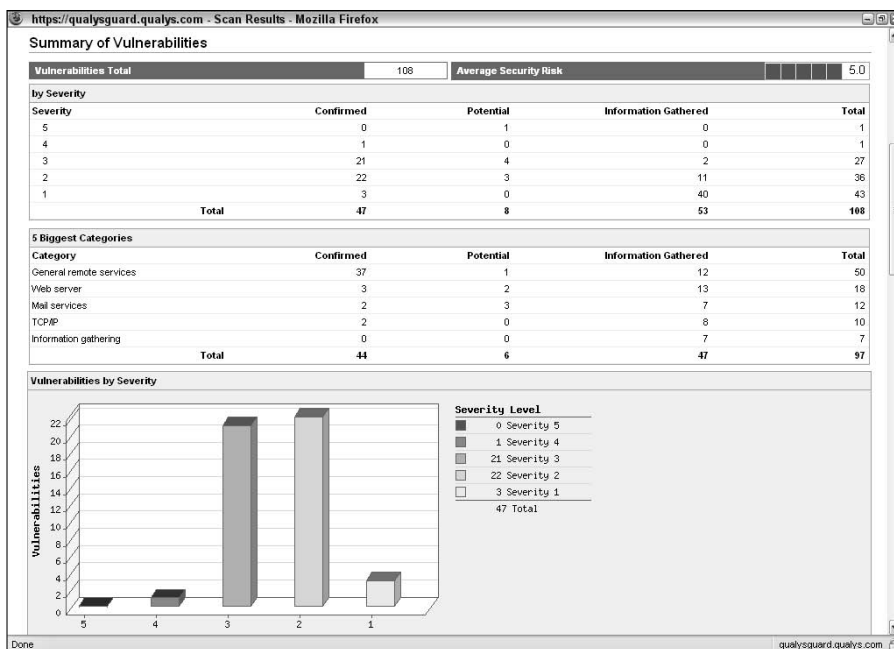 https://qualysguard.qualys.com - Scan Results - Mozilla Firefox
Summary of Vulnerabilities
Vulnerabilities Total 108 Average Security Risk 5.0
by Severity
Severity Confirmed Potential Information Gathered Total
5 0 1 0 1
4 1 0 0 1
3 21 4 2 27
2 22 3 11 36
1 3 0 40 43
Total 47 8 53 108
5 Biggest Categories
Category Confirmed Potential Information Gathered Total
General remote services 37 1 12 50
Web server 3 2 13 18
Mail services 2 3 7 12
TCP/IP 2 0 8 10
Information gathering 0 0 7 7
Total 44 6 47 97
Vulnerabilities by Severity
Vulnerabilities
22
20
18
16
14
12
10
8
6
4
2
0
5 4 3 2 1
Severity Level
0 Severity 5
1 Severity 4
21 Severity 3
22 Severity 2
3 Severity 1
47 Total
Done qualysguard.qualys.com